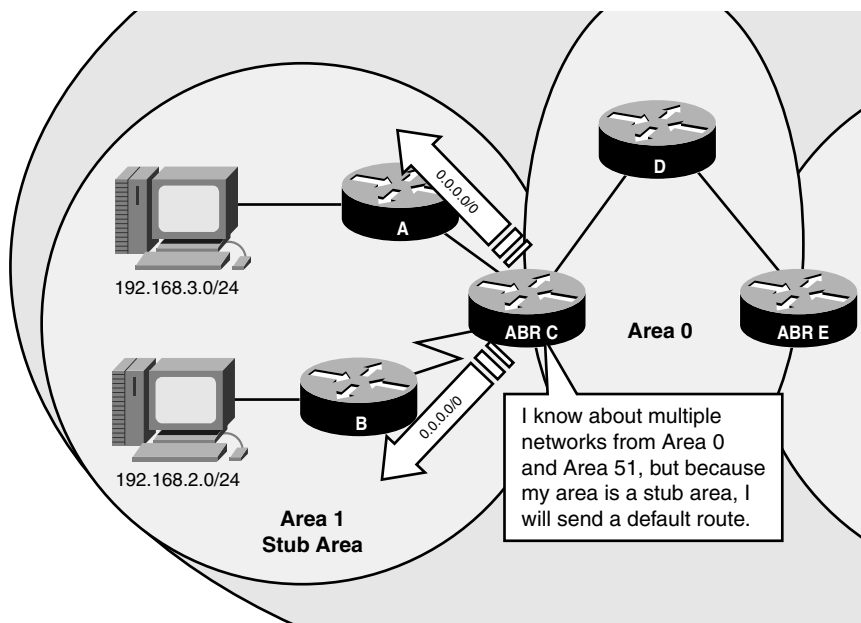 D
0.0.0.0/0
A
192.168.3.0/24
ABR C
Area 0
ABR E
0.0.0.0/0
B
192.168.2.0/24
I know about multiple
networks from Area 0
and Area 51, but because
my area is a stub area, I
will send a default route.
Area 1
Stub Area